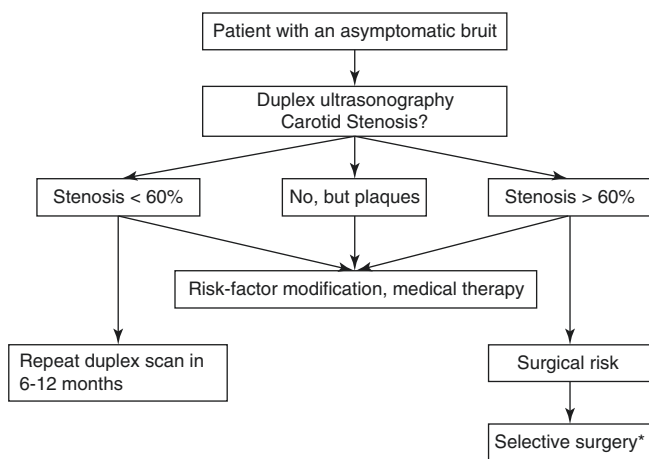 Patient with an asymptomatic bruit
Duplex ultrasonography
Carotid Stenosis?
Stenosis < 60%
No, but plaques
Stenosis > 60%
Risk-factor modification, medical therapy
Repeat duplex scan in
6-12 months
Surgical risk
Selective surgery*